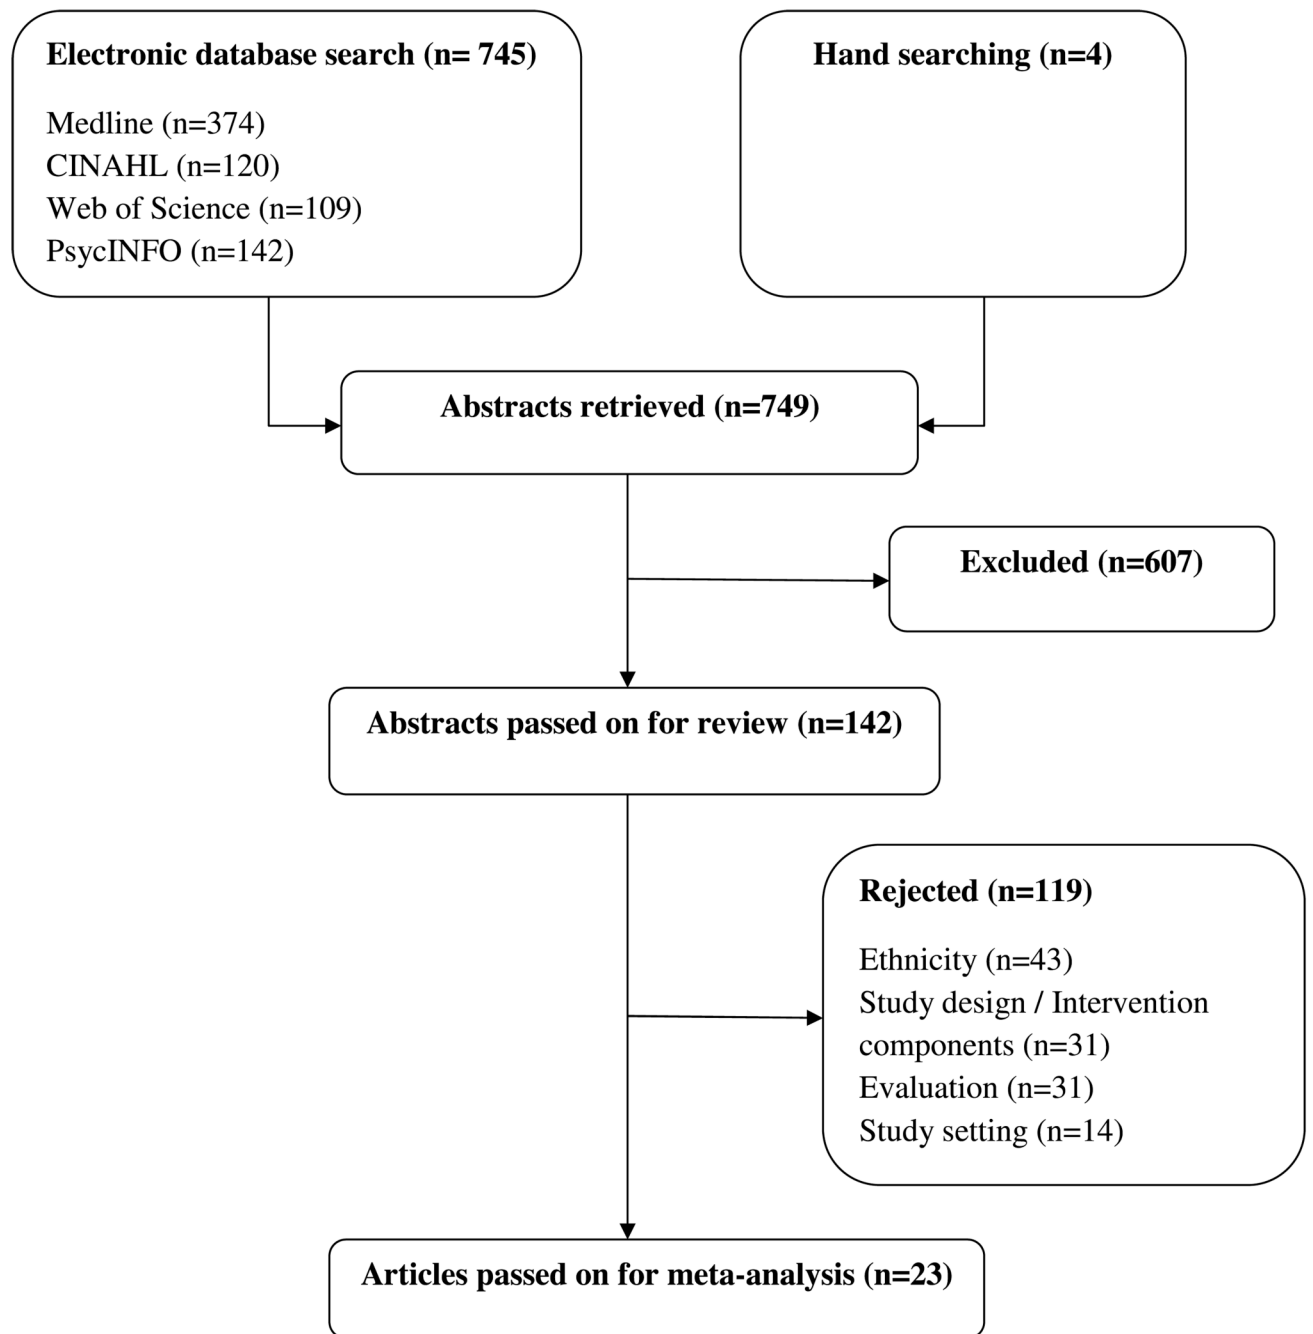 Electronic database search (n= 745)
Medline (n=374)
CINAHL (n=120)
Web of Science (n=109)
PsycINFO (n=142)
Hand searching (n=4)
Abstracts retrieved (n=749)
Excluded (n=607)
Abstracts passed on for review (n=142)
Rejected (n=119)
Ethnicity (n=43)
Study design / Intervention
components (n=31)
Evaluation (n=31)
Study setting (n=14)
Articles passed on for meta-analysis (n=23)